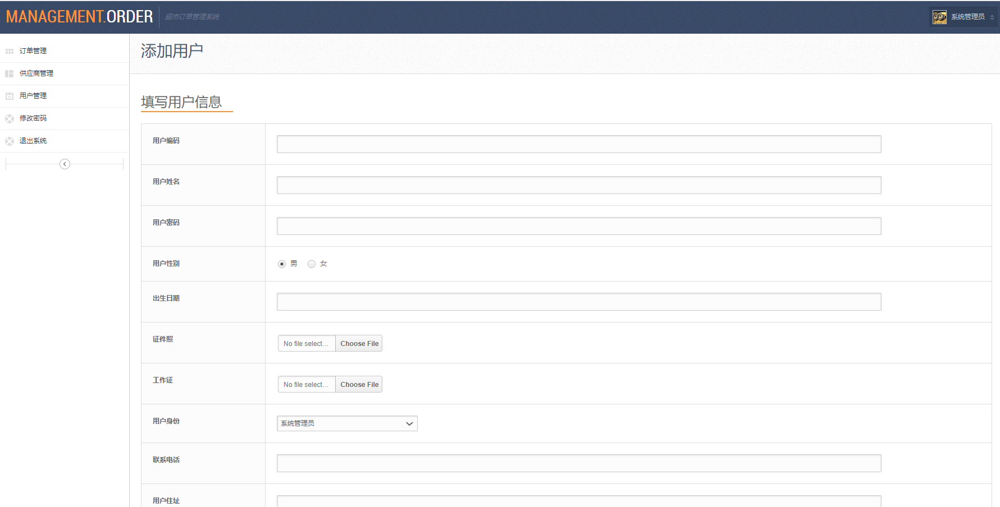 MANAGEMENT.ORDER
超市订单管理系统
系统管理员
订单管理
供应商管理
用户管理
修改密码
退出系统
添加用户
填写用户信息
用户编码
用户姓名
用户密码
用户性别
男
女
出生日期
证件照
No file select...
Choose File
工作证
No file select...
Choose File
用户身份
系统管理员
联系电话
用户住址